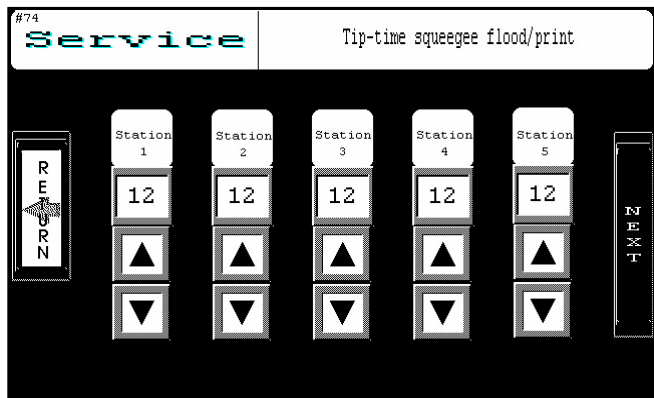 #74
Service
Tip-time squeegee flood/print
Station
1
Station
2
Station
3
Station
4
Station
5
RETURN
12
12
12
12
12
NEXT